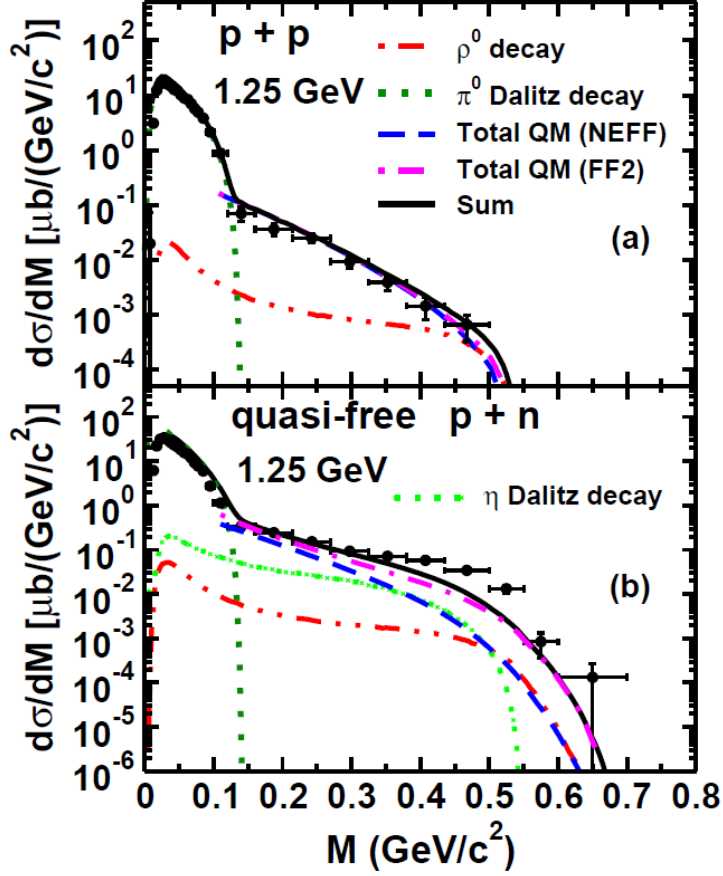 p + p
1.25 GeV
ρ⁰ decay
π⁰ Dalitz decay
Total QM (NEFF)
Total QM (FF2)
Sum
(a)
dσ/dM [μb/(GeV/c²)]
10²
10¹
10⁰
10⁻¹
10⁻²
10⁻³
10⁻⁴
quasi-free p + n
1.25 GeV
η Dalitz decay
(b)
dσ/dM [μb/(GeV/c²)]
10²
10¹
10⁰
10⁻¹
10⁻²
10⁻³
10⁻⁴
10⁻⁵
10⁻⁶
0 0.1 0.2 0.3 0.4 0.5 0.6 0.7 0.8
M (GeV/c²)